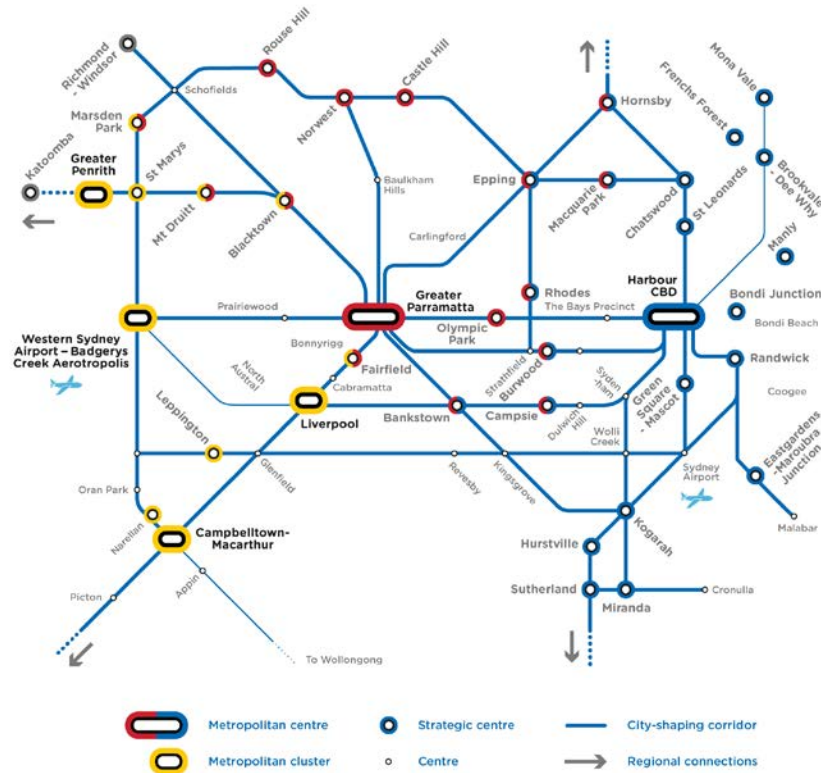 Richmond
- Windsor
Schofields
Rouse Hill
Castle Hill
Norwest
Hornsby
Mona Vale
Frenchs Forest
Brookvale
- Dee Why
Marsden
Park
Greater
Penrith
Katoomba
St Marys
Mt Druitt
Blacktown
Baulkham
Hills
Carlingford
Epping
Macquarie
Park
Chatswood
St Leonards
Manly
Harbour
CBD
Bondi Junction
Bondi Beach
Prairiewood
Greater
Parramatta
Olympic
Park
Rhodes
The Bays Precinct
Western Sydney
Airport – Badgerys
Creek Aerotropolis
Bonnyrigg
Fairfield
Cabramatta
North
Austral
Liverpool
Strathfield
Burwood
Syden-
ham
Randwick
Coogee
Green
Square
- Mascot
Bankstown
Campsie
Dulwich
Hill
Wolli
Creek
Leppington
Glenfield
Revesby
Kingsgrove
Sydney
Airport
Eastgardens
-Maroubra
Junction
Malabar
Oran Park
Narellan
Campbelltown-
Macarthur
Kogarah
Hurstville
Sutherland
Miranda
Cronulla
Picton
Appin
To Wollongong
Metropolitan centre
Strategic centre
City-shaping corridor
Metropolitan cluster
Centre
Regional connections